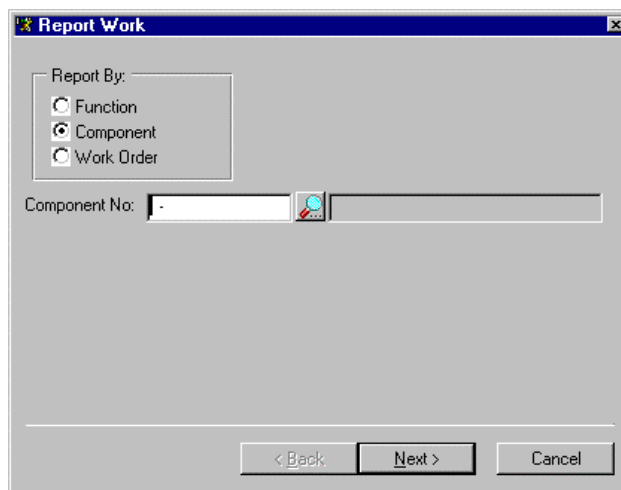 Report Work
Report By:
Function
Component
Work Order
Component No: -
< Back Next > Cancel